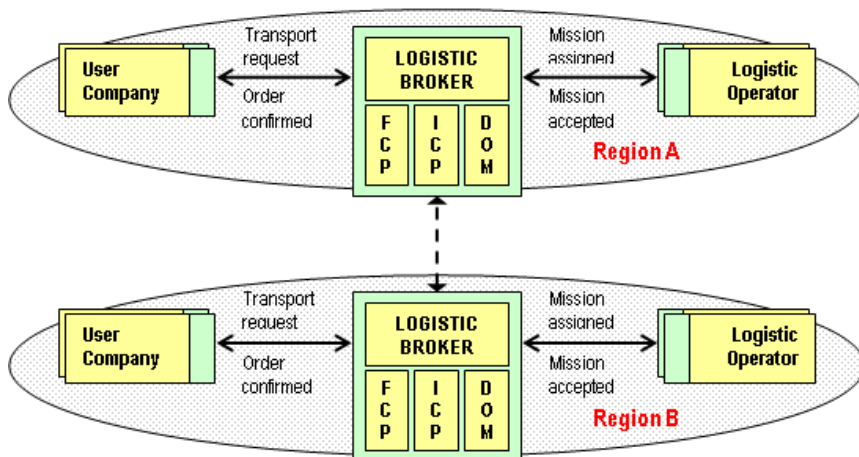 Transport
request
User
Company
Order
confirmed
LOGISTIC
BROKER
F
C
P
I
C
P
D
O
M
Mission
assigned
Mission
accepted
Logistic
Operator
Region A
Transport
request
User
Company
Order
confirmed
LOGISTIC
BROKER
F
C
P
I
C
P
D
O
M
Mission
assigned
Mission
accepted
Logistic
Operator
Region B